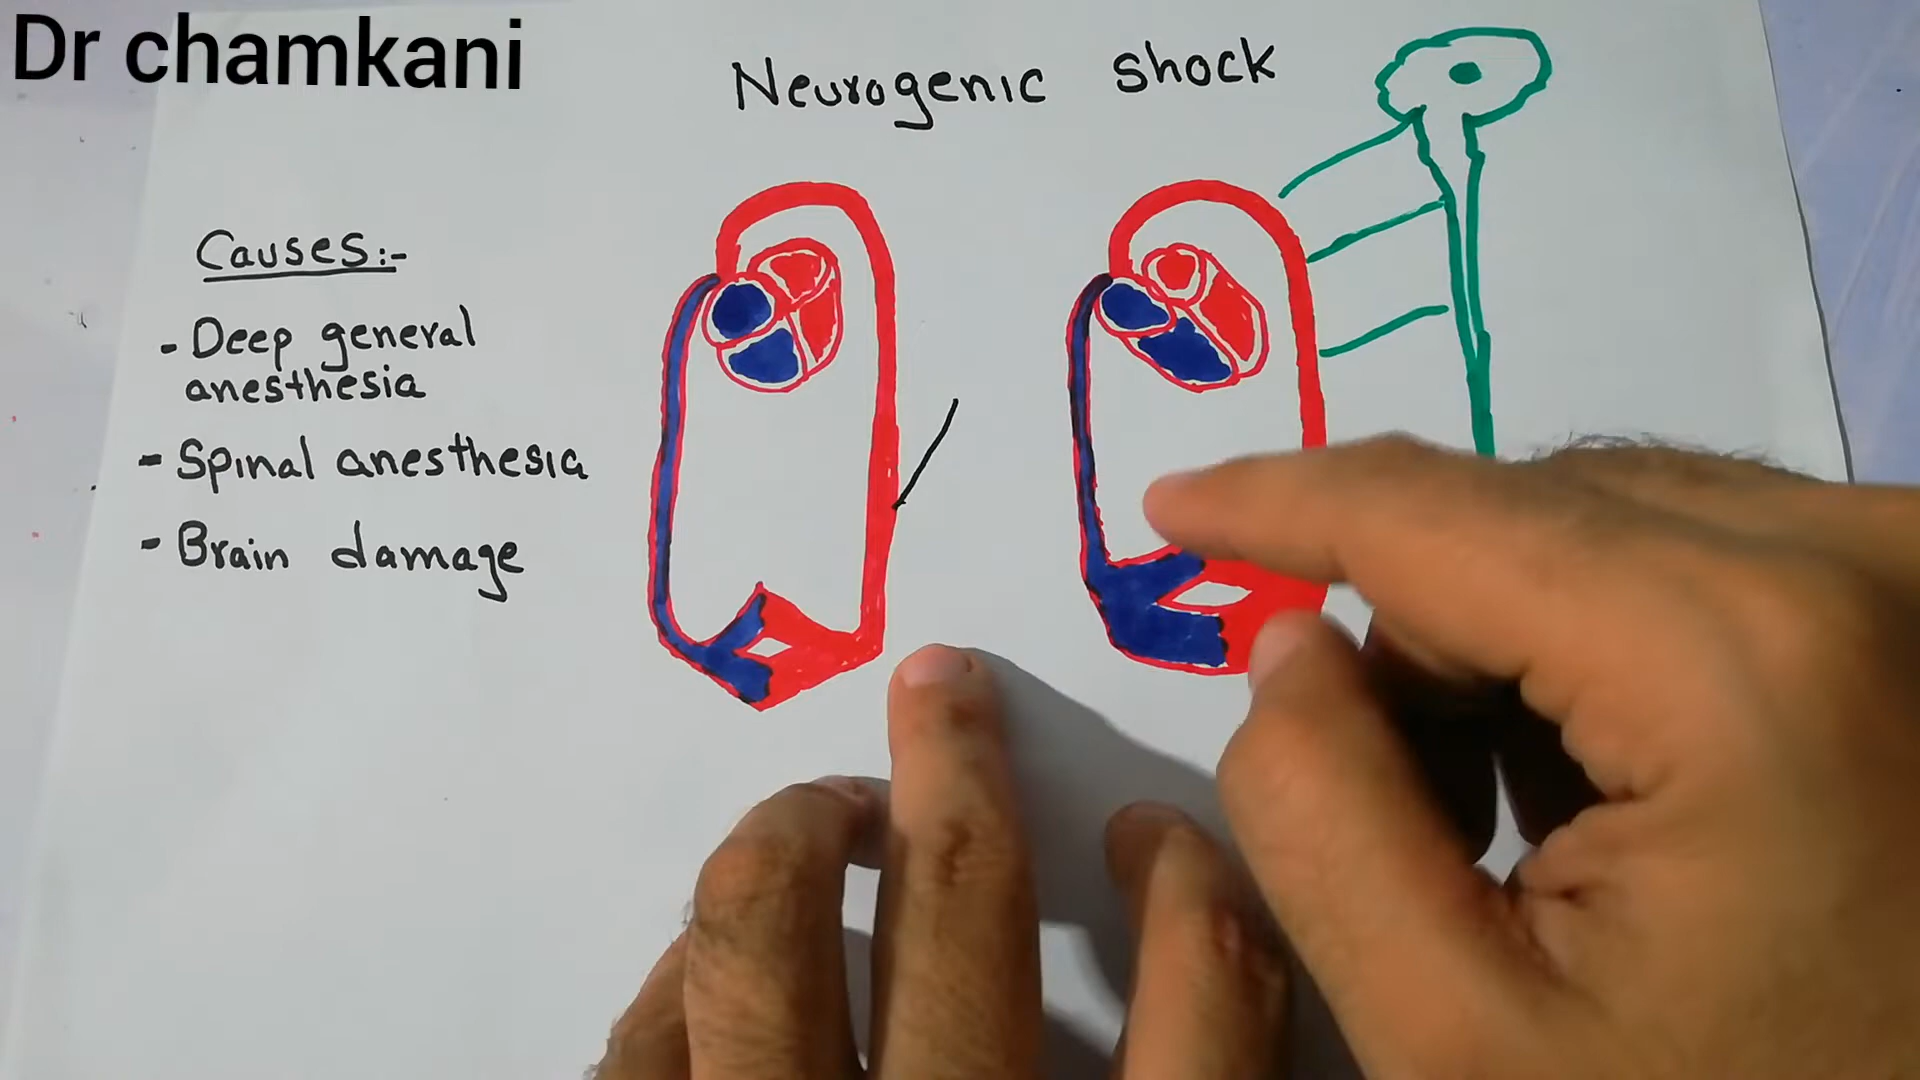 Dr chamkani
Neurogenic shock
Causes:-
- Deep general
anesthesia
- Spinal anesthesia
- Brain damage